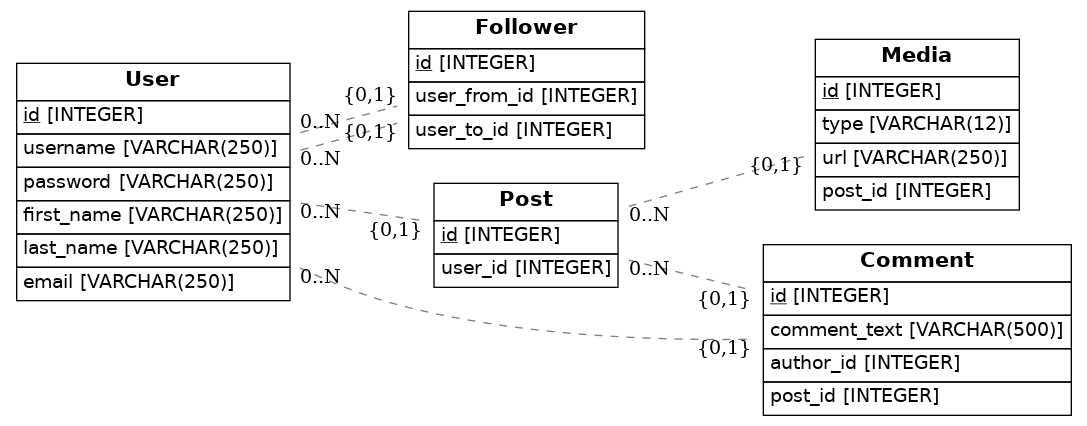 User
id [INTEGER]
username [VARCHAR(250)]
password [VARCHAR(250)]
first_name [VARCHAR(250)]
last_name [VARCHAR(250)]
email [VARCHAR(250)]
0..N
{0,1}
0..N
{0,1}
0..N
{0,1}
0..N
{0,1}
Follower
id [INTEGER]
user_from_id [INTEGER]
user_to_id [INTEGER]
Post
id [INTEGER]
user_id [INTEGER]
0..N
{0,1}
0..N
{0,1}
Media
id [INTEGER]
type [VARCHAR(12)]
url [VARCHAR(250)]
post_id [INTEGER]
Comment
id [INTEGER]
comment_text [VARCHAR(500)]
author_id [INTEGER]
post_id [INTEGER]